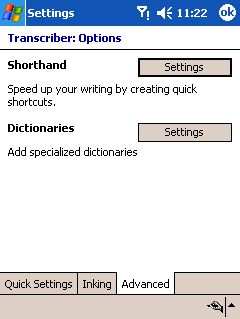 Settings 11:22 ok
Transcriber: Options
Shorthand Settings
Speed up your writing by creating quick
shortcuts.
Dictionaries Settings
Add specialized dictionaries
Quick Settings Inking Advanced